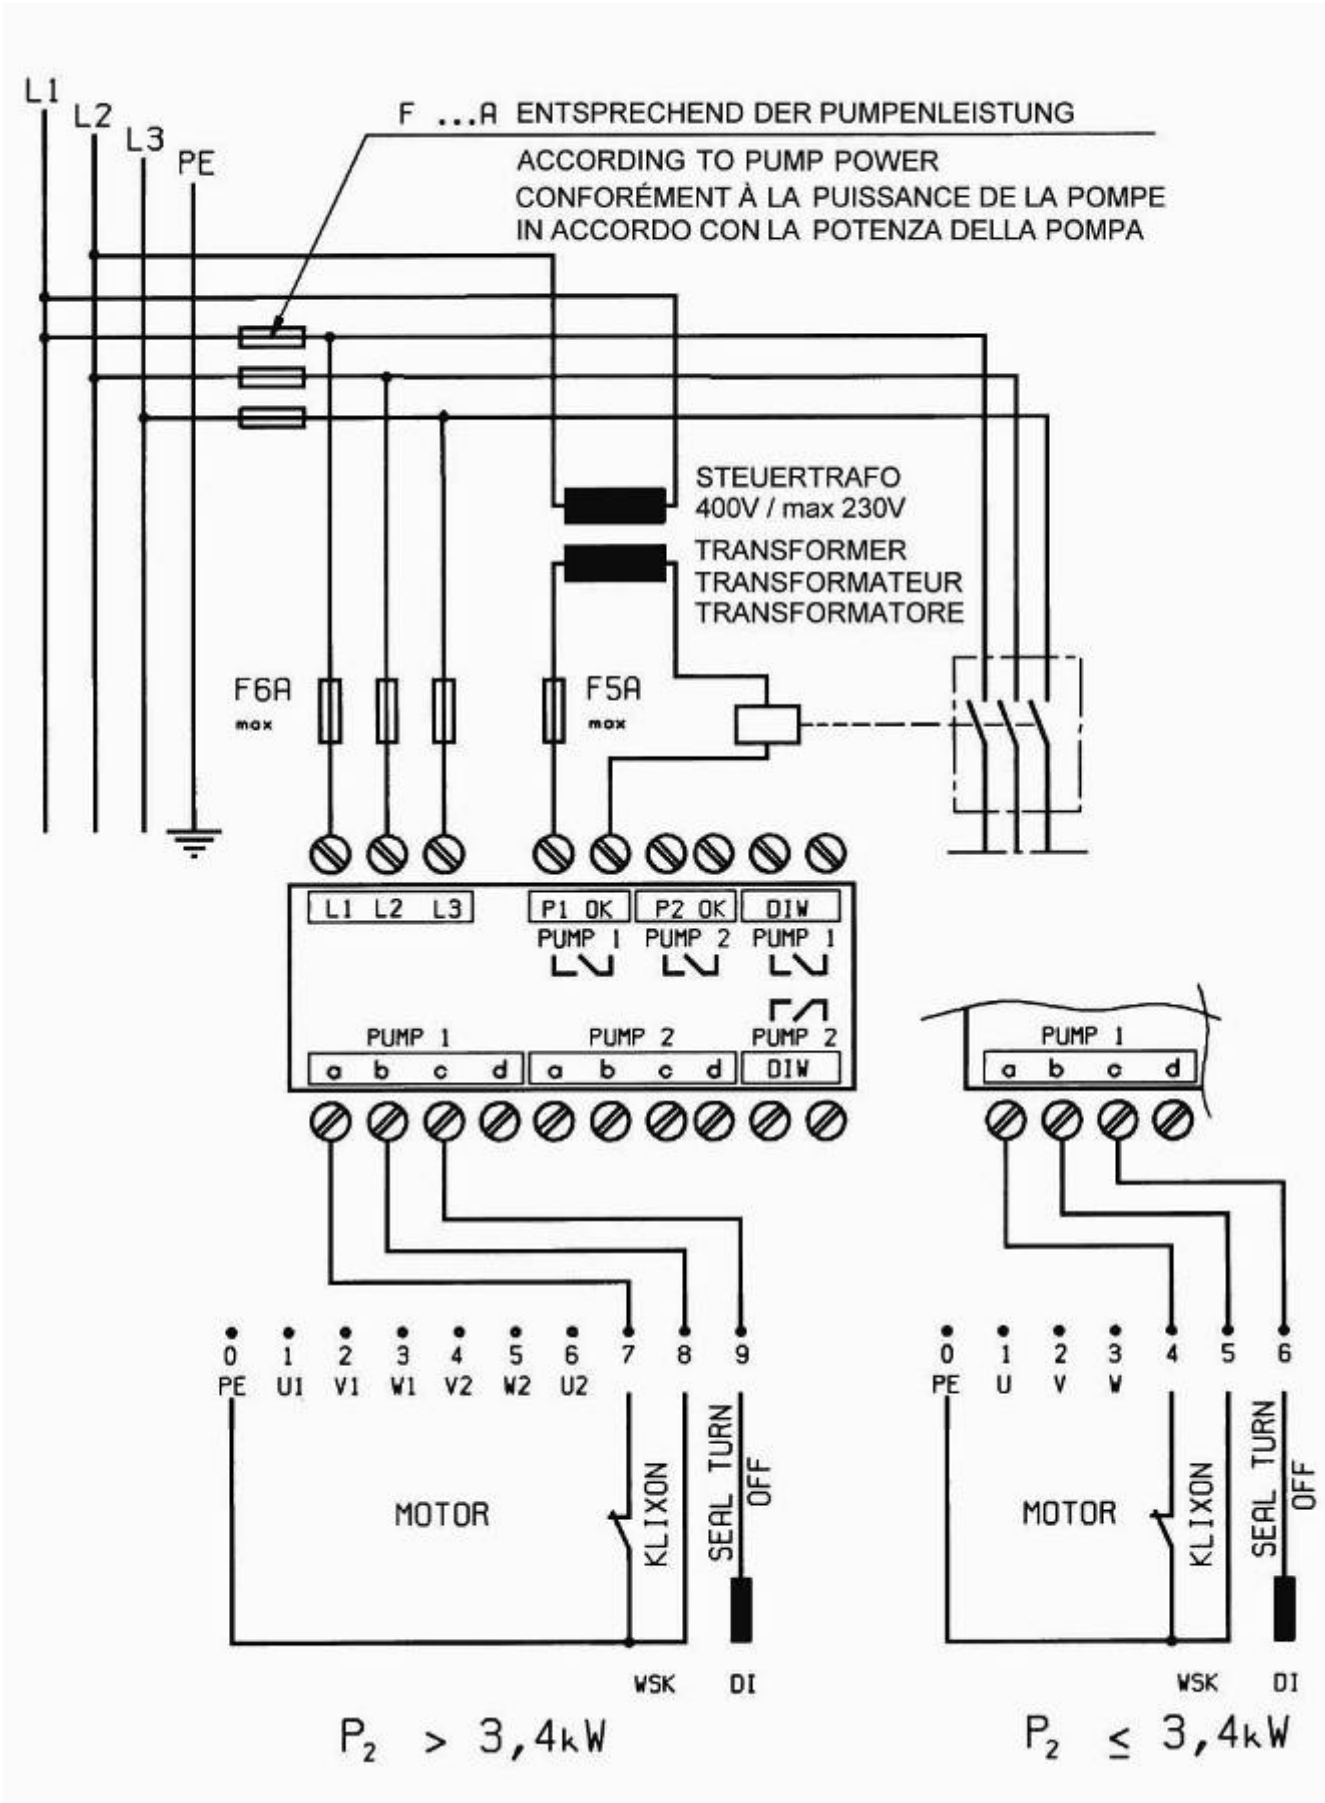 L1
L2
L3
PE
F ...A ENTSPRECHEND DER PUMPENLEISTUNG
ACCORDING TO PUMP POWER
CONFORÉMENT À LA PUISSANCE DE LA POMPE
IN ACCORDO CON LA POTENZA DELLA POMPA
STEUERTRAFO
400V / max 230V
TRANSFORMER
TRANSFORMATEUR
TRANSFORMATORE
F6A
max
F5A
max
L1 L2 L3
P1 OK
P2 OK
DIW
PUMP 1
PUMP 2
PUMP 1
PUMP 1
PUMP 2
PUMP 2
a b c d
a b c d
DIW
PUMP 1
a b c d
0 1 2 3 4 5 6 7 8 9
PE U1 V1 W1 V2 W2 U2
MOTOR
KLIXON
SEAL TURN
OFF
WSK
DI
P2 > 3,4kW
0 1 2 3 4 5 6
PE U V W
MOTOR
KLIXON
SEAL TURN
OFF
WSK
DI
P2 ≤ 3,4kW